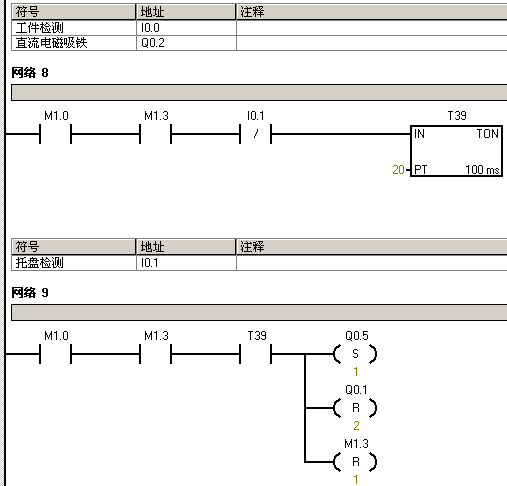 符号 地址 注释
工件检测 I0.0
直流电磁吸铁 Q0.2
网络 8
M1.0 M1.3 I0.1 T39
/ IN TON
20 PT 100 ms
符号 地址 注释
托盘检测 I0.1
网络 9
M1.0 M1.3 T39 Q0.5
S
1
Q0.1
R
2
M1.3
R
1